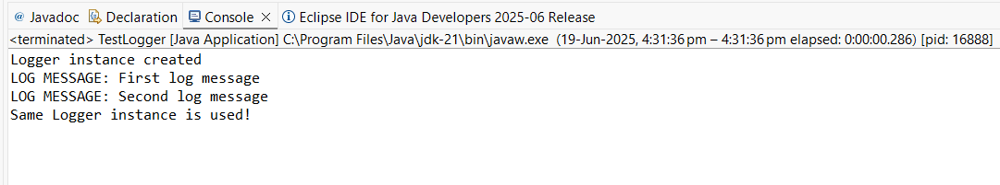 @ Javadoc Declaration Console × Eclipse IDE for Java Developers 2025-06 Release
<terminated> TestLogger [Java Application] C:\Program Files\Java\jdk-21\bin\javaw.exe (19-Jun-2025, 4:31:36 pm – 4:31:36 pm elapsed: 0:00:00.286) [pid: 16888]
Logger instance created
LOG MESSAGE: First log message
LOG MESSAGE: Second log message
Same Logger instance is used!